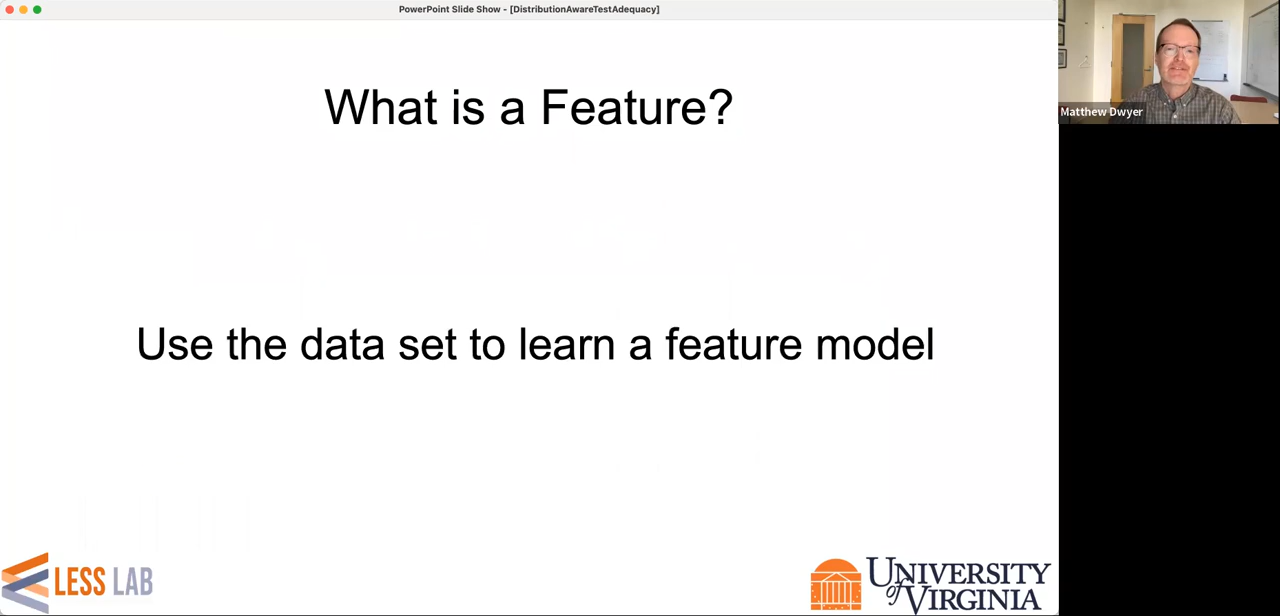 PowerPoint Slide Show - [DistributionAwareTestAdequacy]
What is a Feature?
Matthew Dwyer
Use the data set to learn a feature model
LESS LAB
UNIVERSITY
of VIRGINIA